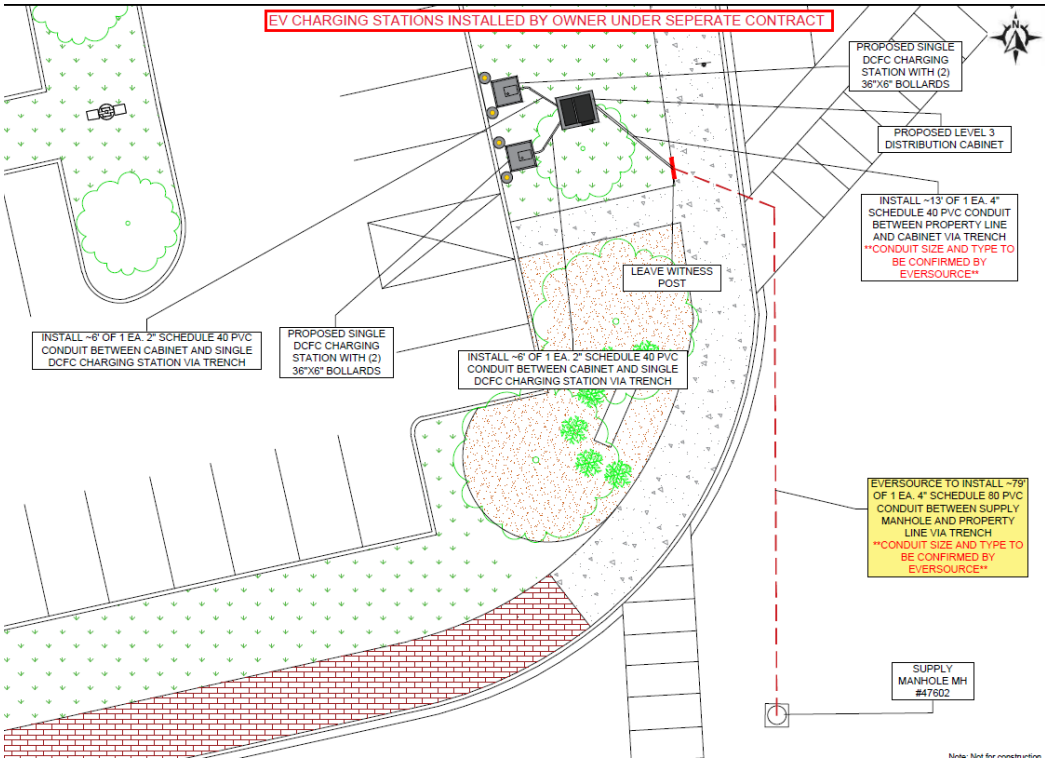 EV CHARGING STATIONS INSTALLED BY OWNER UNDER SEPERATE CONTRACT
N
PROPOSED SINGLE
DCFC CHARGING
STATION WITH (2)
36"X6" BOLLARDS
PROPOSED LEVEL 3
DISTRIBUTION CABINET
INSTALL ~13' OF 1 EA. 4"
SCHEDULE 40 PVC CONDUIT
BETWEEN PROPERTY LINE
AND CABINET VIA TRENCH
**CONDUIT SIZE AND TYPE TO
BE CONFIRMED BY
EVERSOURCE**
LEAVE WITNESS
POST
INSTALL ~6' OF 1 EA. 2" SCHEDULE 40 PVC
CONDUIT BETWEEN CABINET AND SINGLE
DCFC CHARGING STATION VIA TRENCH
PROPOSED SINGLE
DCFC CHARGING
STATION WITH (2)
36"X6" BOLLARDS
INSTALL ~6' OF 1 EA. 2" SCHEDULE 40 PVC
CONDUIT BETWEEN CABINET AND SINGLE
DCFC CHARGING STATION VIA TRENCH
EVERSOURCE TO INSTALL ~79'
OF 1 EA. 4" SCHEDULE 80 PVC
CONDUIT BETWEEN SUPPLY
MANHOLE AND PROPERTY
LINE VIA TRENCH
**CONDUIT SIZE AND TYPE TO
BE CONFIRMED BY
EVERSOURCE**
SUPPLY
MANHOLE MH
#47602
Note: Not for construction